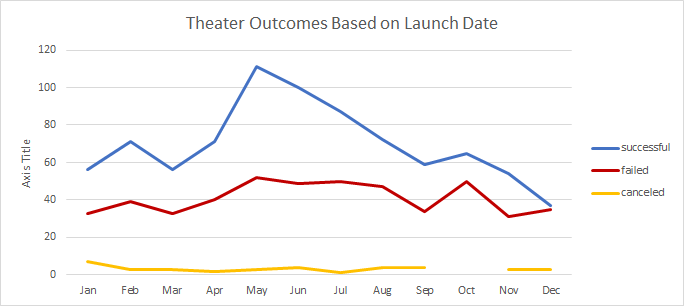 Theater Outcomes Based on Launch Date
120
100
80
60
40
20
0
Axis Title
Jan Feb Mar Apr May Jun Jul Aug Sep Oct Nov Dec
successful
failed
canceled